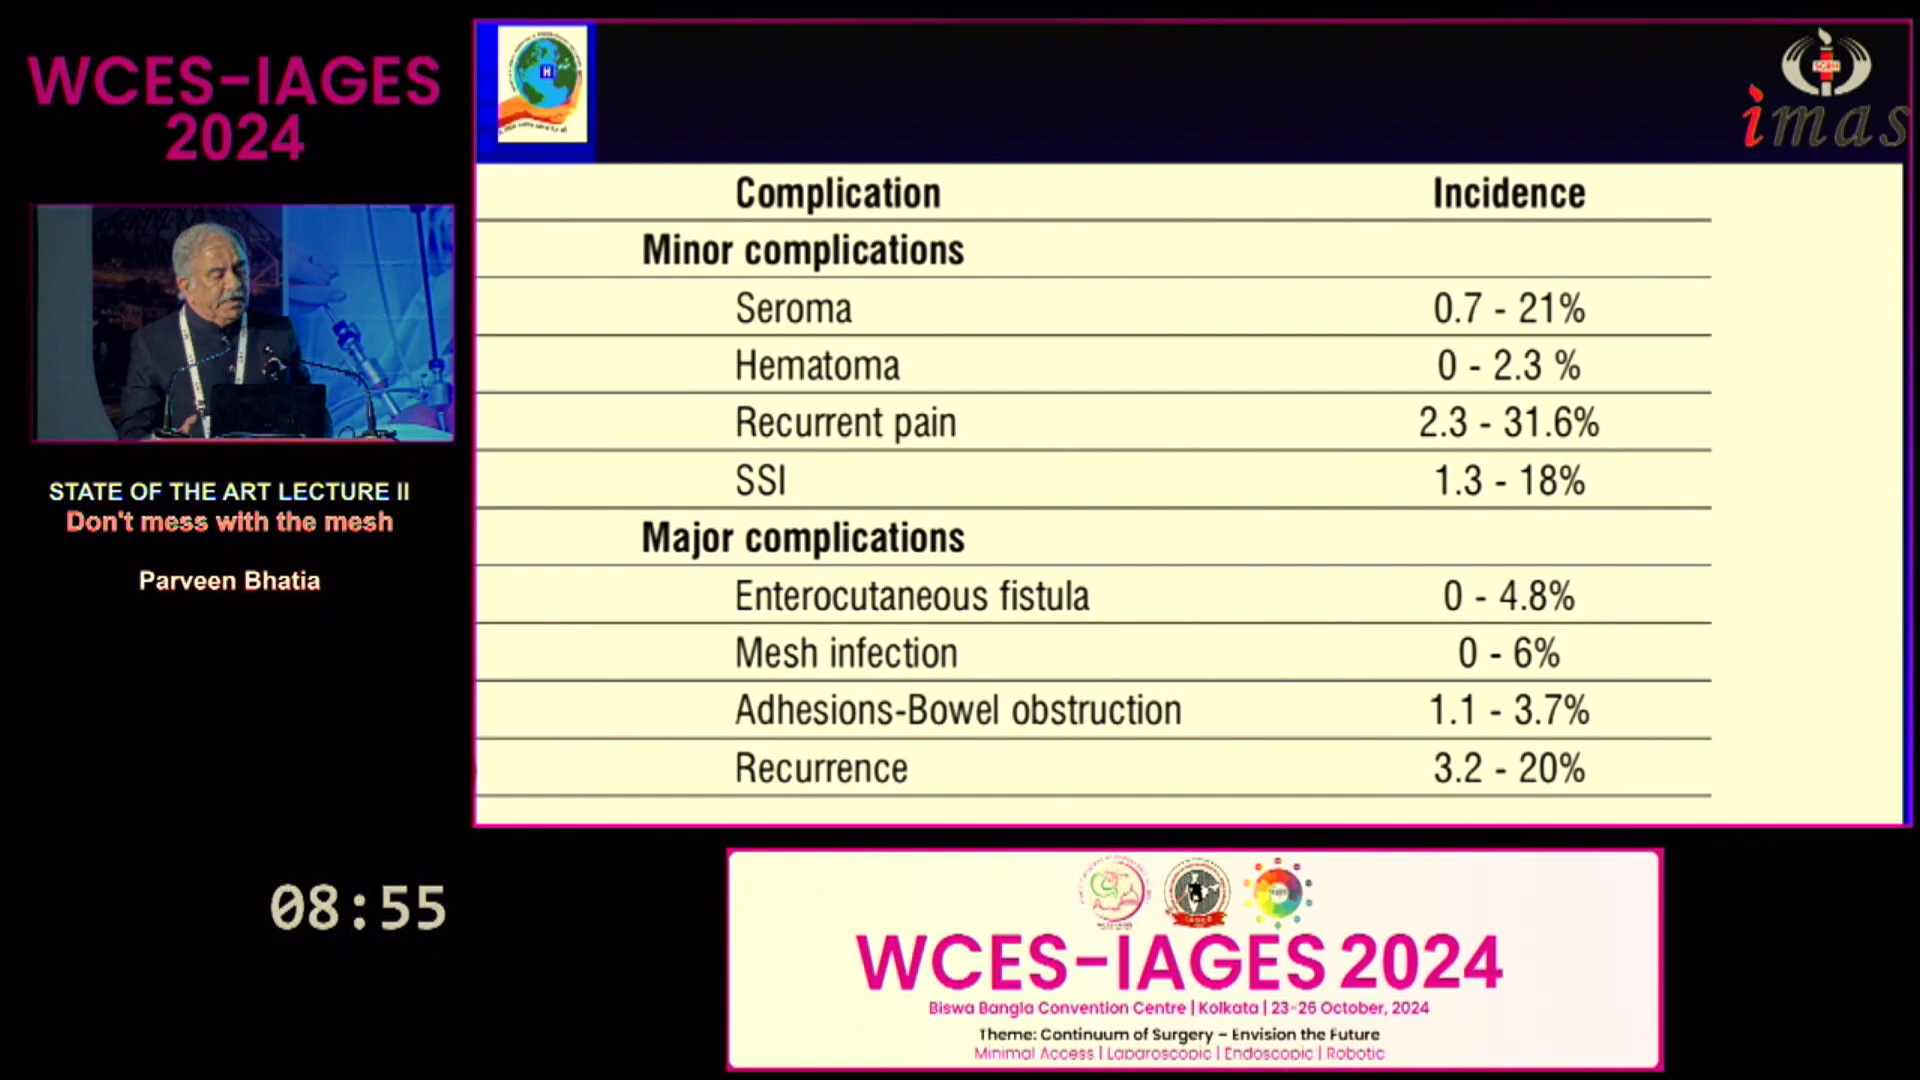 WCES-IAGES
2024
STATE OF THE ART LECTURE II
Don't mess with the mesh
Parveen Bhatia
08:55
H
imas
Complication Incidence
Minor complications
Seroma 0.7 - 21%
Hematoma 0 - 2.3 %
Recurrent pain 2.3 - 31.6%
SSI 1.3 - 18%
Major complications
Enterocutaneous fistula 0 - 4.8%
Mesh infection 0 - 6%
Adhesions-Bowel obstruction 1.1 - 3.7%
Recurrence 3.2 - 20%
WCES-IAGES 2024
Biswa Bangla Convention Centre | Kolkata | 23-26 October, 2024
Theme: Continuum of Surgery – Envision the Future
Minimal Access | Laparoscopic | Endoscopic | Robotic